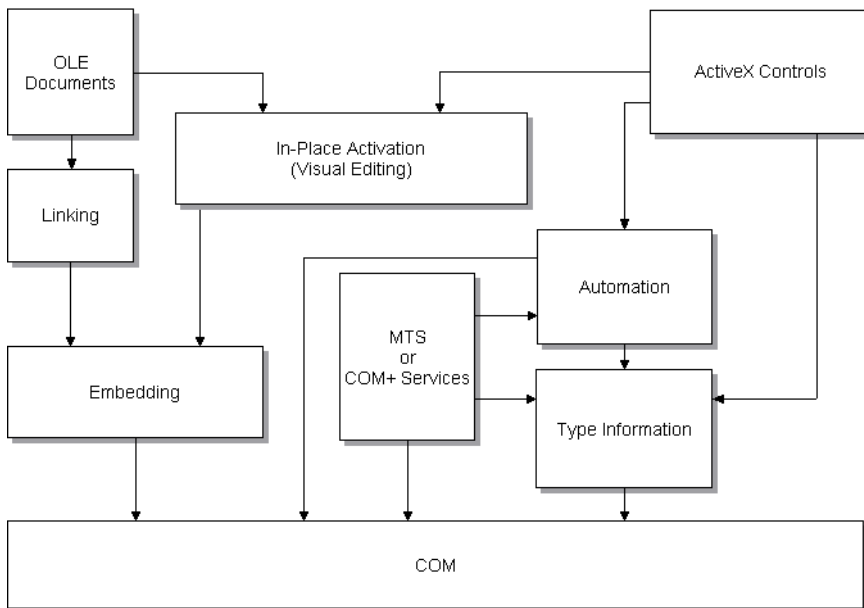 OLE
Documents
ActiveX Controls
In-Place Activation
(Visual Editing)
Linking
Automation
MTS
or
COM+ Services
Embedding
Type Information
COM